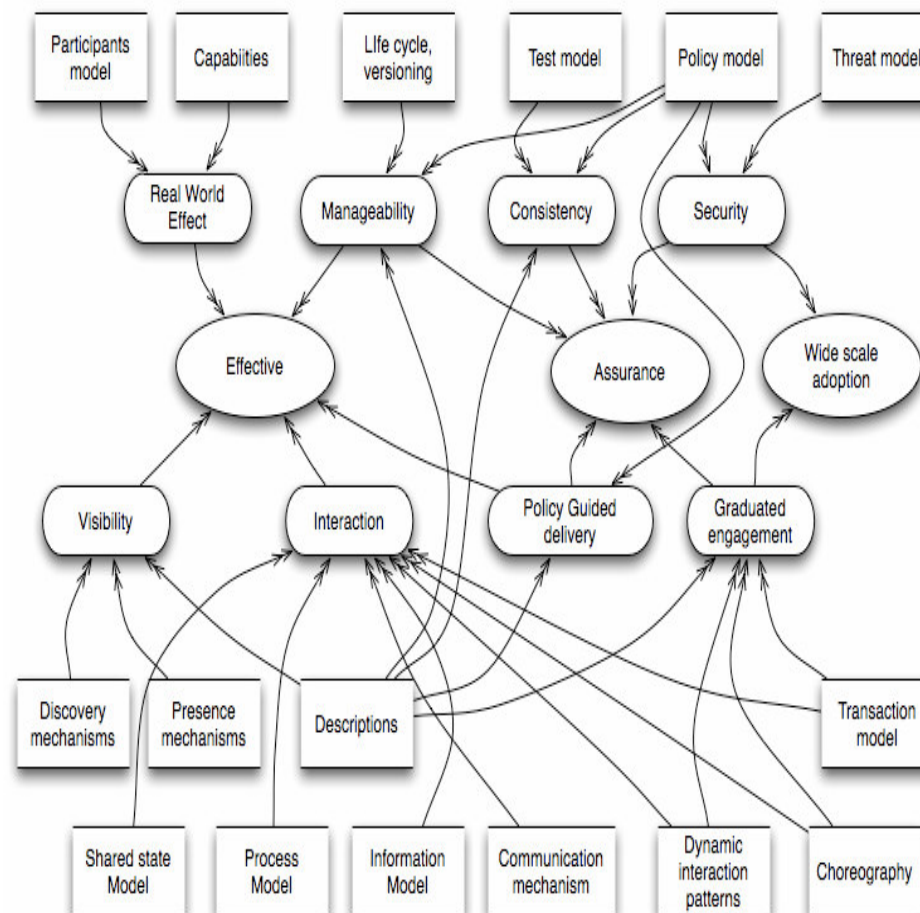 Participants
model
Capabiities
LIfe cycle,
versioning
Test model
Policy model
Threat model
Real World
Effect
Manageability
Consistency
Security
Effective
Assurance
Wide scale
adoption
Visibility
Interaction
Policy Guided
delivery
Graduated
engagement
Discovery
mechanisms
Presence
mechanisms
Descriptions
Transaction
model
Shared state
Model
Process
Model
Information
Model
Communication
mechanism
Dynamic
interaction
patterns
Choreography